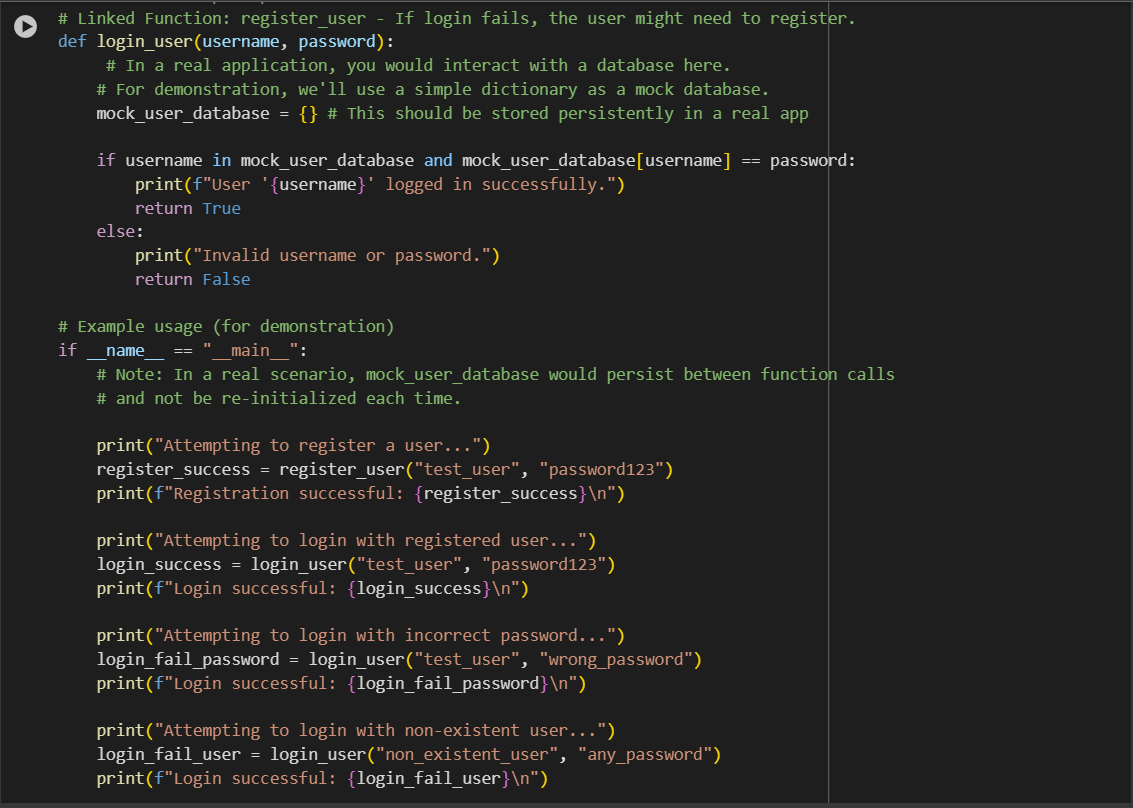 # Linked Function: register_user - If login fails, the user might need to register.
def login_user(username, password):
     # In a real application, you would interact with a database here.
    # For demonstration, we'll use a simple dictionary as a mock database.
    mock_user_database = {} # This should be stored persistently in a real app

    if username in mock_user_database and mock_user_database[username] == password:
        print(f"User '{username}' logged in successfully.")
        return True
    else:
        print("Invalid username or password.")
        return False

# Example usage (for demonstration)
if __name__ == "__main__":
    # Note: In a real scenario, mock_user_database would persist between function calls
    # and not be re-initialized each time.

    print("Attempting to register a user...")
    register_success = register_user("test_user", "password123")
    print(f"Registration successful: {register_success}\n")

    print("Attempting to login with registered user...")
    login_success = login_user("test_user", "password123")
    print(f"Login successful: {login_success}\n")

    print("Attempting to login with incorrect password...")
    login_fail_password = login_user("test_user", "wrong_password")
    print(f"Login successful: {login_fail_password}\n")

    print("Attempting to login with non-existent user...")
    login_fail_user = login_user("non_existent_user", "any_password")
    print(f"Login successful: {login_fail_user}\n")